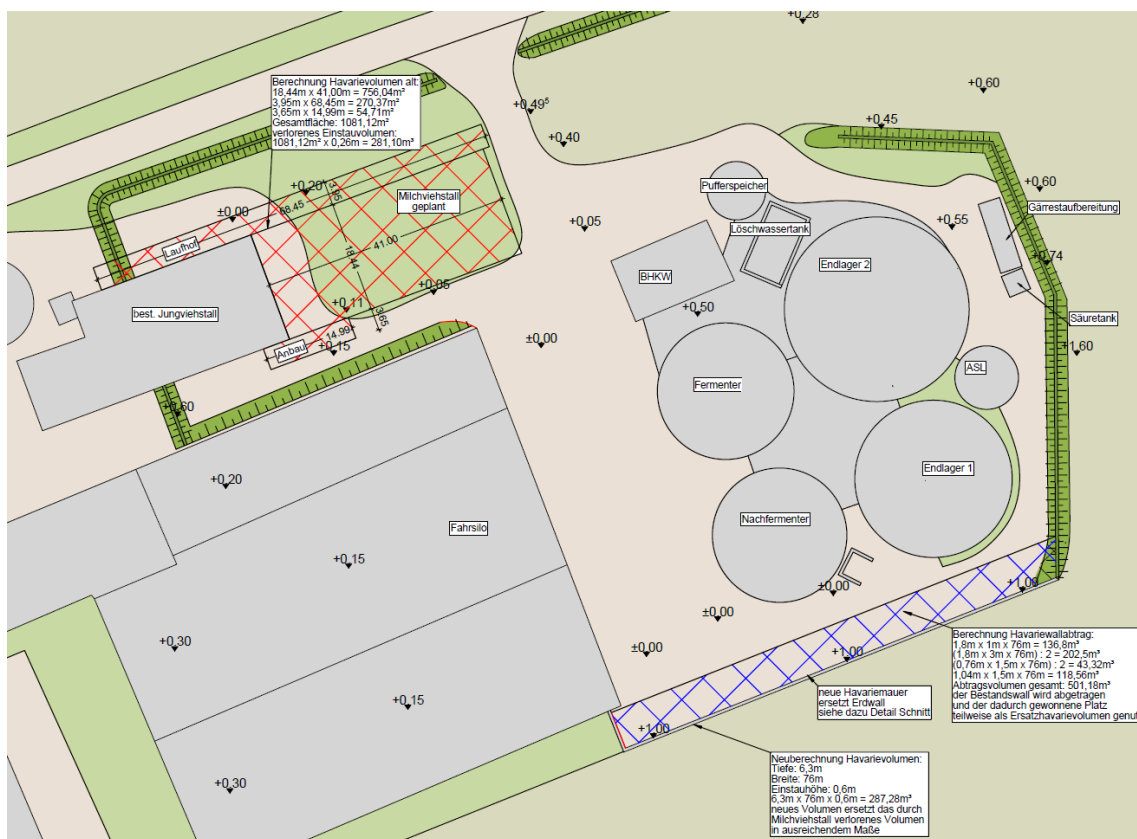 +0,28
Berechnung Havarievolumen alt:
18,44m x 41,00m = 756,04m²
3,95m x 68,45m = 270,37m²
3,65m x 14,99m = 54,71m²
Gesamtfläche: 1081,12m²
verlorenes Einstauvolumen:
1081,12m² x 0,26m = 281,10m³
+0,60
+0,49⁵
+0,45
+0,40
Pufferspeicher
+0,60
+0,20
3.95
Milchviehstall
geplant
68.45
±0,00
Gärrestaufbereitung
+0,05
Löschwassertank
+0,55
Laufhof
41.00
18.44
BHKW
Endlager 2
+0,74
+0,05
+0,50
Säuretank
best. Jungviehstall
+0,11
3.65
14.99
Anbau
+0,15
±0,00
+1,60
ASL
Fermenter
+0,60
Endlager 1
+0,20
Fahrsilo
Nachfermenter
+0,15
±0,00
+1,00
±0,00
+0,30
±0,00
+1,00
Berechnung Havariewallabtrag:
1,8m x 1m x 76m = 136,8m³
(1,8m x 3m x 76m) : 2 = 202,5m³
(0,76m x 1,5m x 76m) : 2 = 43,32m³
1,04m x 1,5m x 76m = 118,56m³
Abtragsvolumen gesamt: 501,18m³
der Bestandswall wird abgetragen
und der dadurch gewonnene Platz
teilweise als Ersatzhavarievolumen genut
+0,15
neue Havariemauer
ersetzt Erdwall
siehe dazu Detail Schnitt
+1,00
+0,30
Neuberechnung Havarievolumen:
Tiefe: 6,3m
Breite: 76m
Einstauhöhe: 0,6m
6,3m x 76m x 0,6m = 287,28m³
neues Volumen ersetzt das durch
Milchviehstall verlorenes Volumen
in ausreichendem Maße